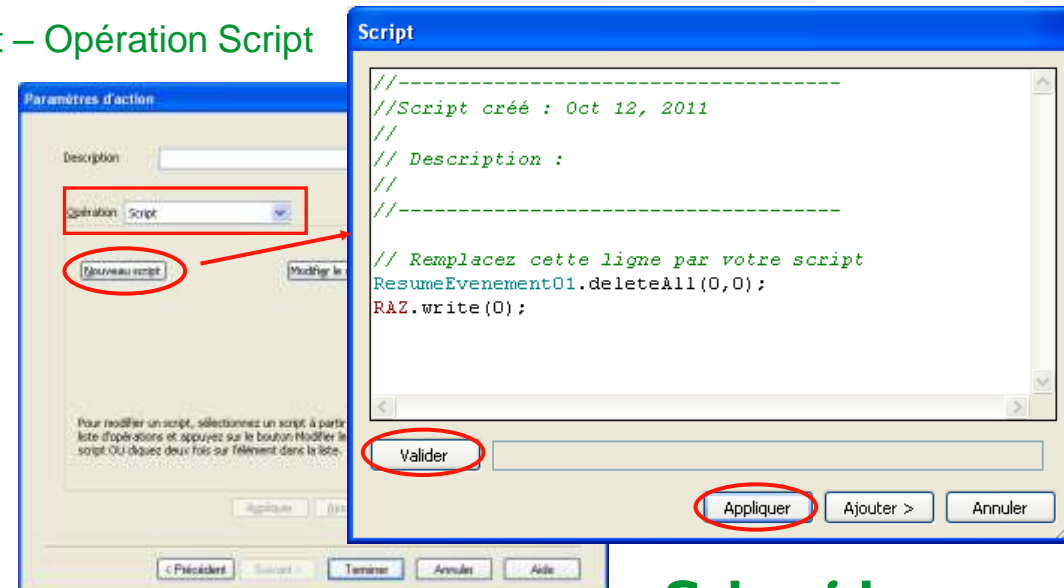 – Opération Script
Paramètres d'action
Description
Opération Script
Nouveau script
Modifier le
Pour modifier un script, sélectionnez un script à partir
liste d'opérations et appuyez sur le bouton Modifier le
script OU cliquez deux fois sur l'élément dans la liste.
Appliquer
< Précédent Suivant > Terminer Annuler Aide
Script
//-------------------------------------
//Script créé : Oct 12, 2011
//
// Description :
//
//-------------------------------------
// Remplacez cette ligne par votre script
ResumeEvenement01.deleteAll(0,0);
RAZ.write(0);
Valider
Appliquer Ajouter > Annuler